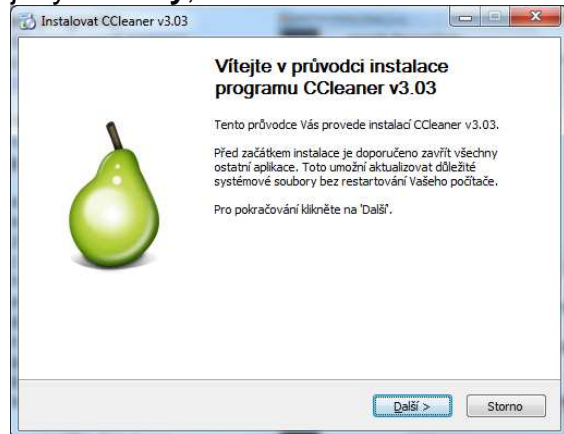 Instalovat CCleaner v3.03
Vítejte v průvodci instalace
programu CCleaner v3.03
Tento průvodce Vás provede instalací CCleaner v3.03.
Před začátkem instalace je doporučeno zavřít všechny
ostatní aplikace. Toto umožní aktualizovat důležité
systémové soubory bez restartování Vašeho počítače.
Pro pokračování klikněte na 'Další'.
Další >
Storno